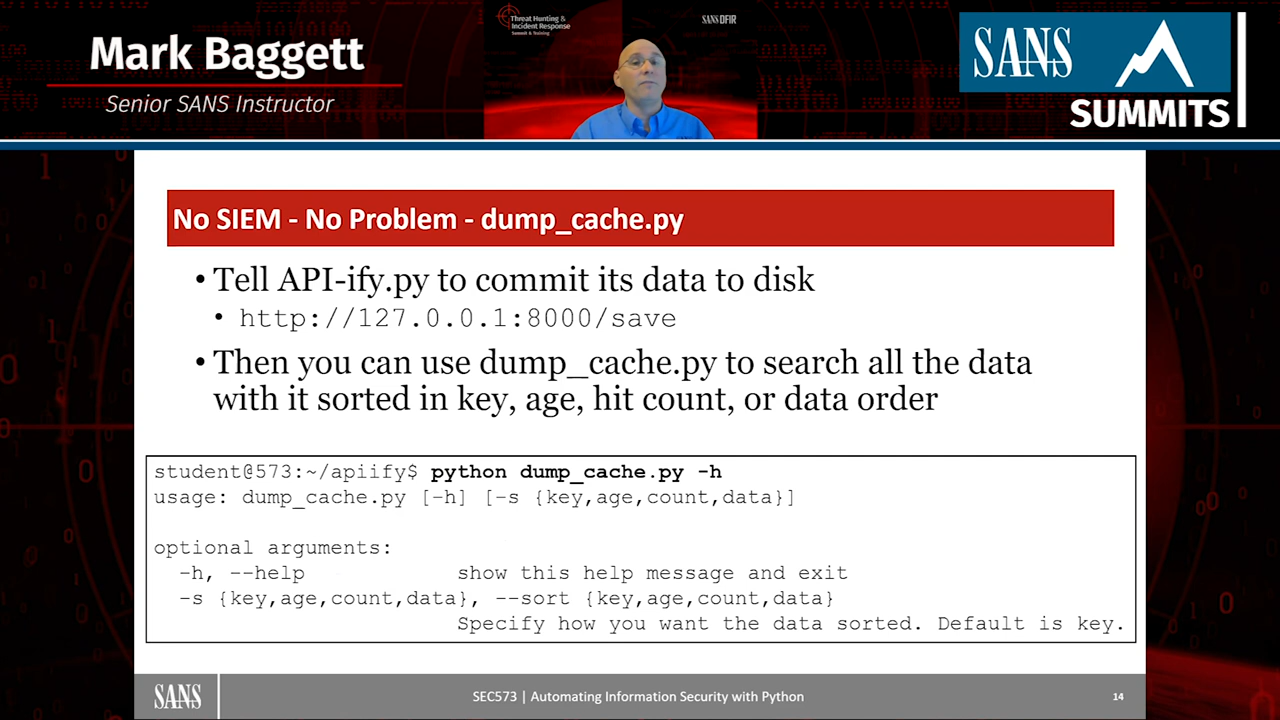 Mark Baggett
Senior SANS Instructor
Threat Hunting &
Incident Response
Summit & Training
SANS DFIR
SANS
SUMMITS
No SIEM - No Problem - dump_cache.py
• Tell API-ify.py to commit its data to disk
• http://127.0.0.1:8000/save
• Then you can use dump_cache.py to search all the data
with it sorted in key, age, hit count, or data order
student@573:~/apiify$ python dump_cache.py -h
usage: dump_cache.py [-h] [-s {key,age,count,data}]
optional arguments:
-h, --help show this help message and exit
-s {key,age,count,data}, --sort {key,age,count,data}
Specify how you want the data sorted. Default is key.
SANS
SEC573 | Automating Information Security with Python
14